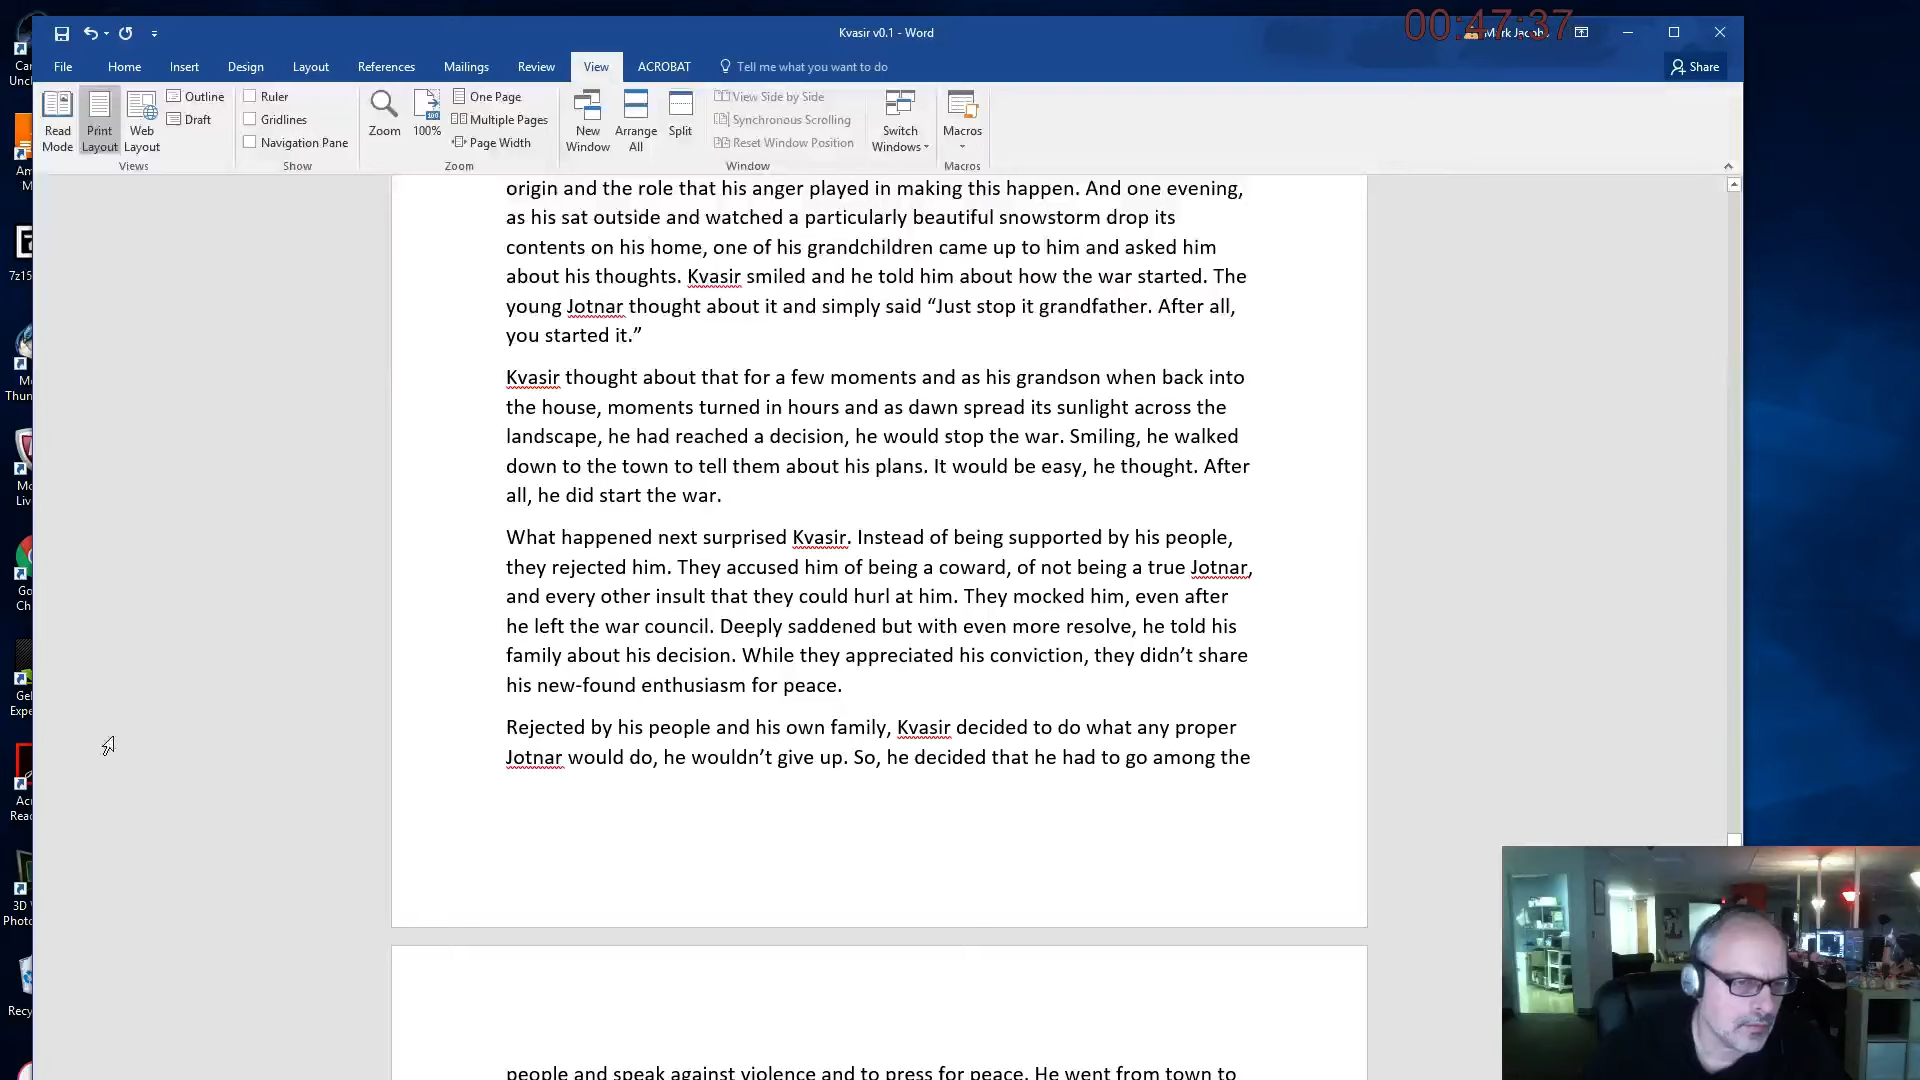 00:47:37
Kvasir v0.1 - Word
File Home Insert Design Layout References Mailings Review View ACROBAT Tell me what you want to do Share
Read Mode
Print Layout
Web Layout
Outline
Draft
Views
Ruler
Gridlines
Navigation Pane
Show
Zoom
100%
One Page
Multiple Pages
Page Width
Zoom
New Window
Arrange All
Split
View Side by Side
Synchronous Scrolling
Reset Window Position
Window
Switch Windows
Macros
Macros
origin and the role that his anger played in making this happen. And one evening,
as his sat outside and watched a particularly beautiful snowstorm drop its
contents on his home, one of his grandchildren came up to him and asked him
about his thoughts. Kvasir smiled and he told him about how the war started. The
young Jotnar thought about it and simply said “Just stop it grandfather. After all,
you started it.”
Kvasir thought about that for a few moments and as his grandson when back into
the house, moments turned in hours and as dawn spread its sunlight across the
landscape, he had reached a decision, he would stop the war. Smiling, he walked
down to the town to tell them about his plans. It would be easy, he thought. After
all, he did start the war.
What happened next surprised Kvasir. Instead of being supported by his people,
they rejected him. They accused him of being a coward, of not being a true Jotnar,
and every other insult that they could hurl at him. They mocked him, even after
he left the war council. Deeply saddened but with even more resolve, he told his
family about his decision. While they appreciated his conviction, they didn’t share
his new-found enthusiasm for peace.
Rejected by his people and his own family, Kvasir decided to do what any proper
Jotnar would do, he wouldn’t give up. So, he decided that he had to go among the
people and speak against violence and to press for peace. He went from town to